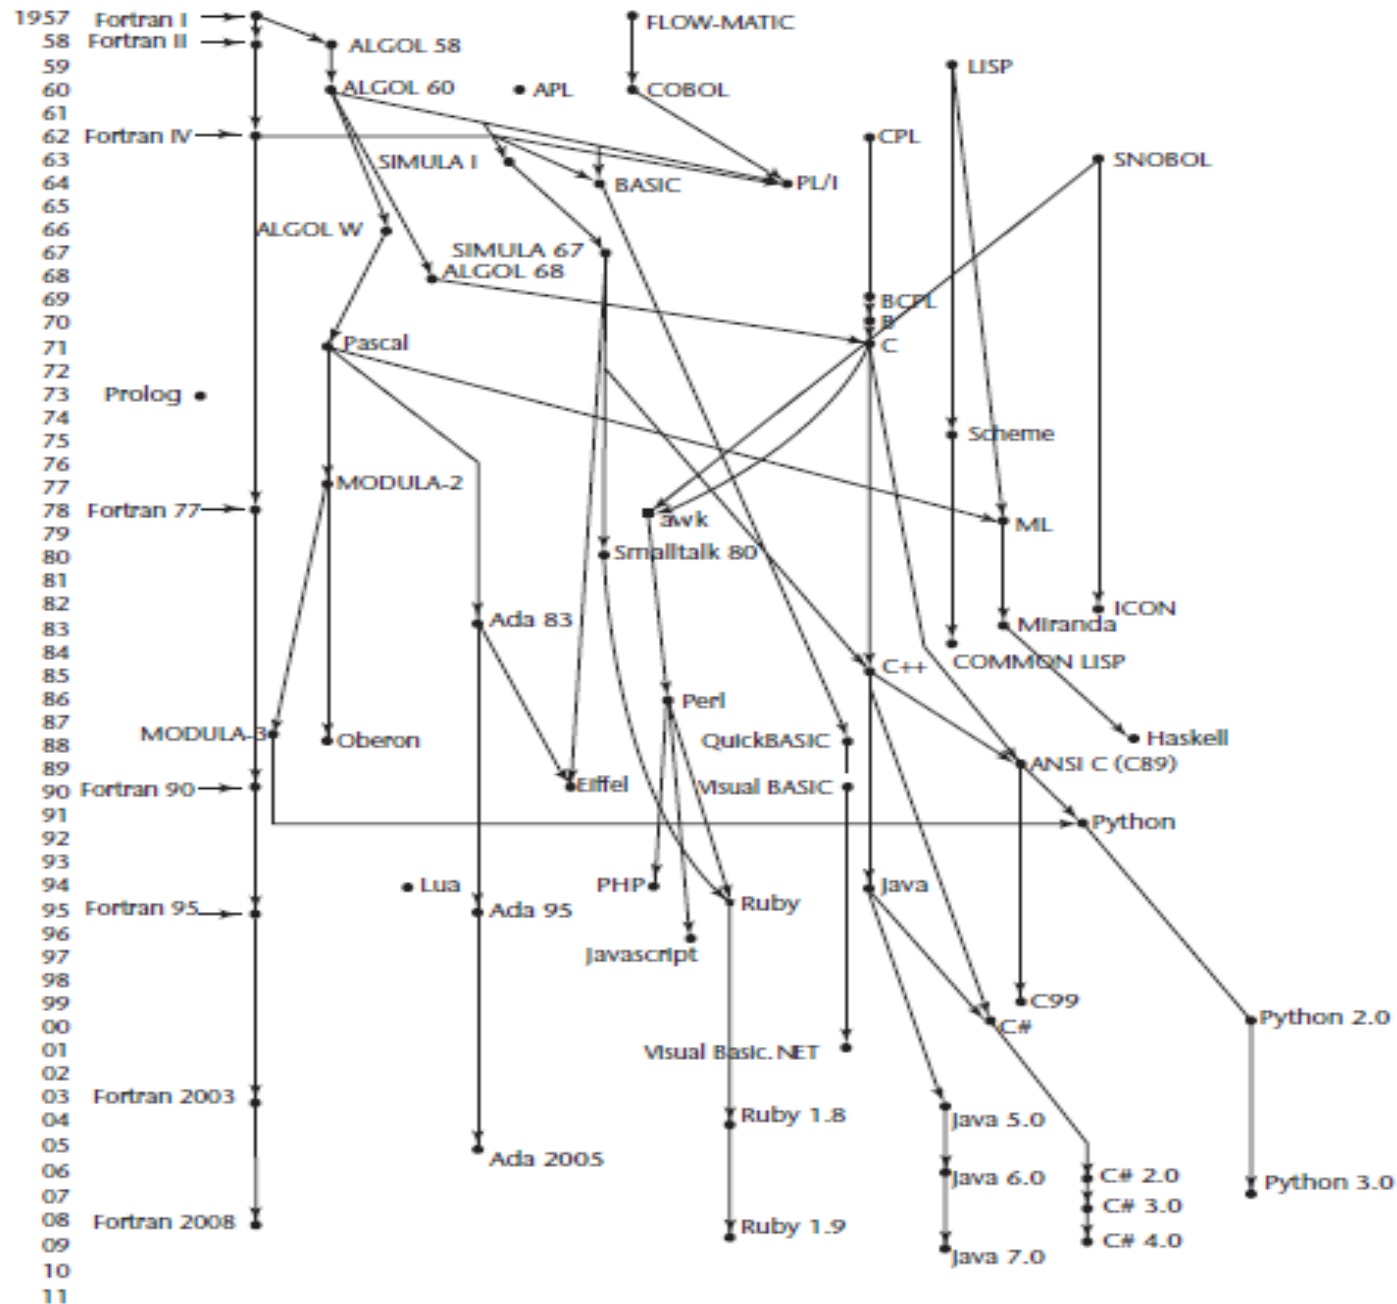 1957 Fortran I FLOW-MATIC
58 Fortran II ALGOL 58
59 LISP
60 ALGOL 60 APL COBOL
61
62 Fortran IV CPL
63 SIMULA I SNOBOL
64 BASIC PL/I
65
66 ALGOL W
67 SIMULA 67
68 ALGOL 68
69 BCPL
70 B
71 Pascal C
72
73 Prolog
74
75 Scheme
76
77 MODULA-2
78 Fortran 77 awk ML
79
80 Smalltalk 80
81
82 ICON
83 Ada 83 Miranda
84 COMMON LISP
85 C++
86 Perl
87
88 MODULA-3 Oberon QuickBASIC Haskell
89 ANSI C (C89)
90 Fortran 90 Eiffel Visual BASIC
91 Python
92
93
94 Lua PHP Java
95 Fortran 95 Ada 95 Ruby
96
97 Javascript
98
99 C99
00 C# Python 2.0
01 Visual Basic.NET
02
03 Fortran 2003
04 Ruby 1.8 Java 5.0
05 Ada 2005
06 Java 6.0 C# 2.0 Python 3.0
07 C# 3.0
08 Fortran 2008 Ruby 1.9
09 Java 7.0 C# 4.0
10
11